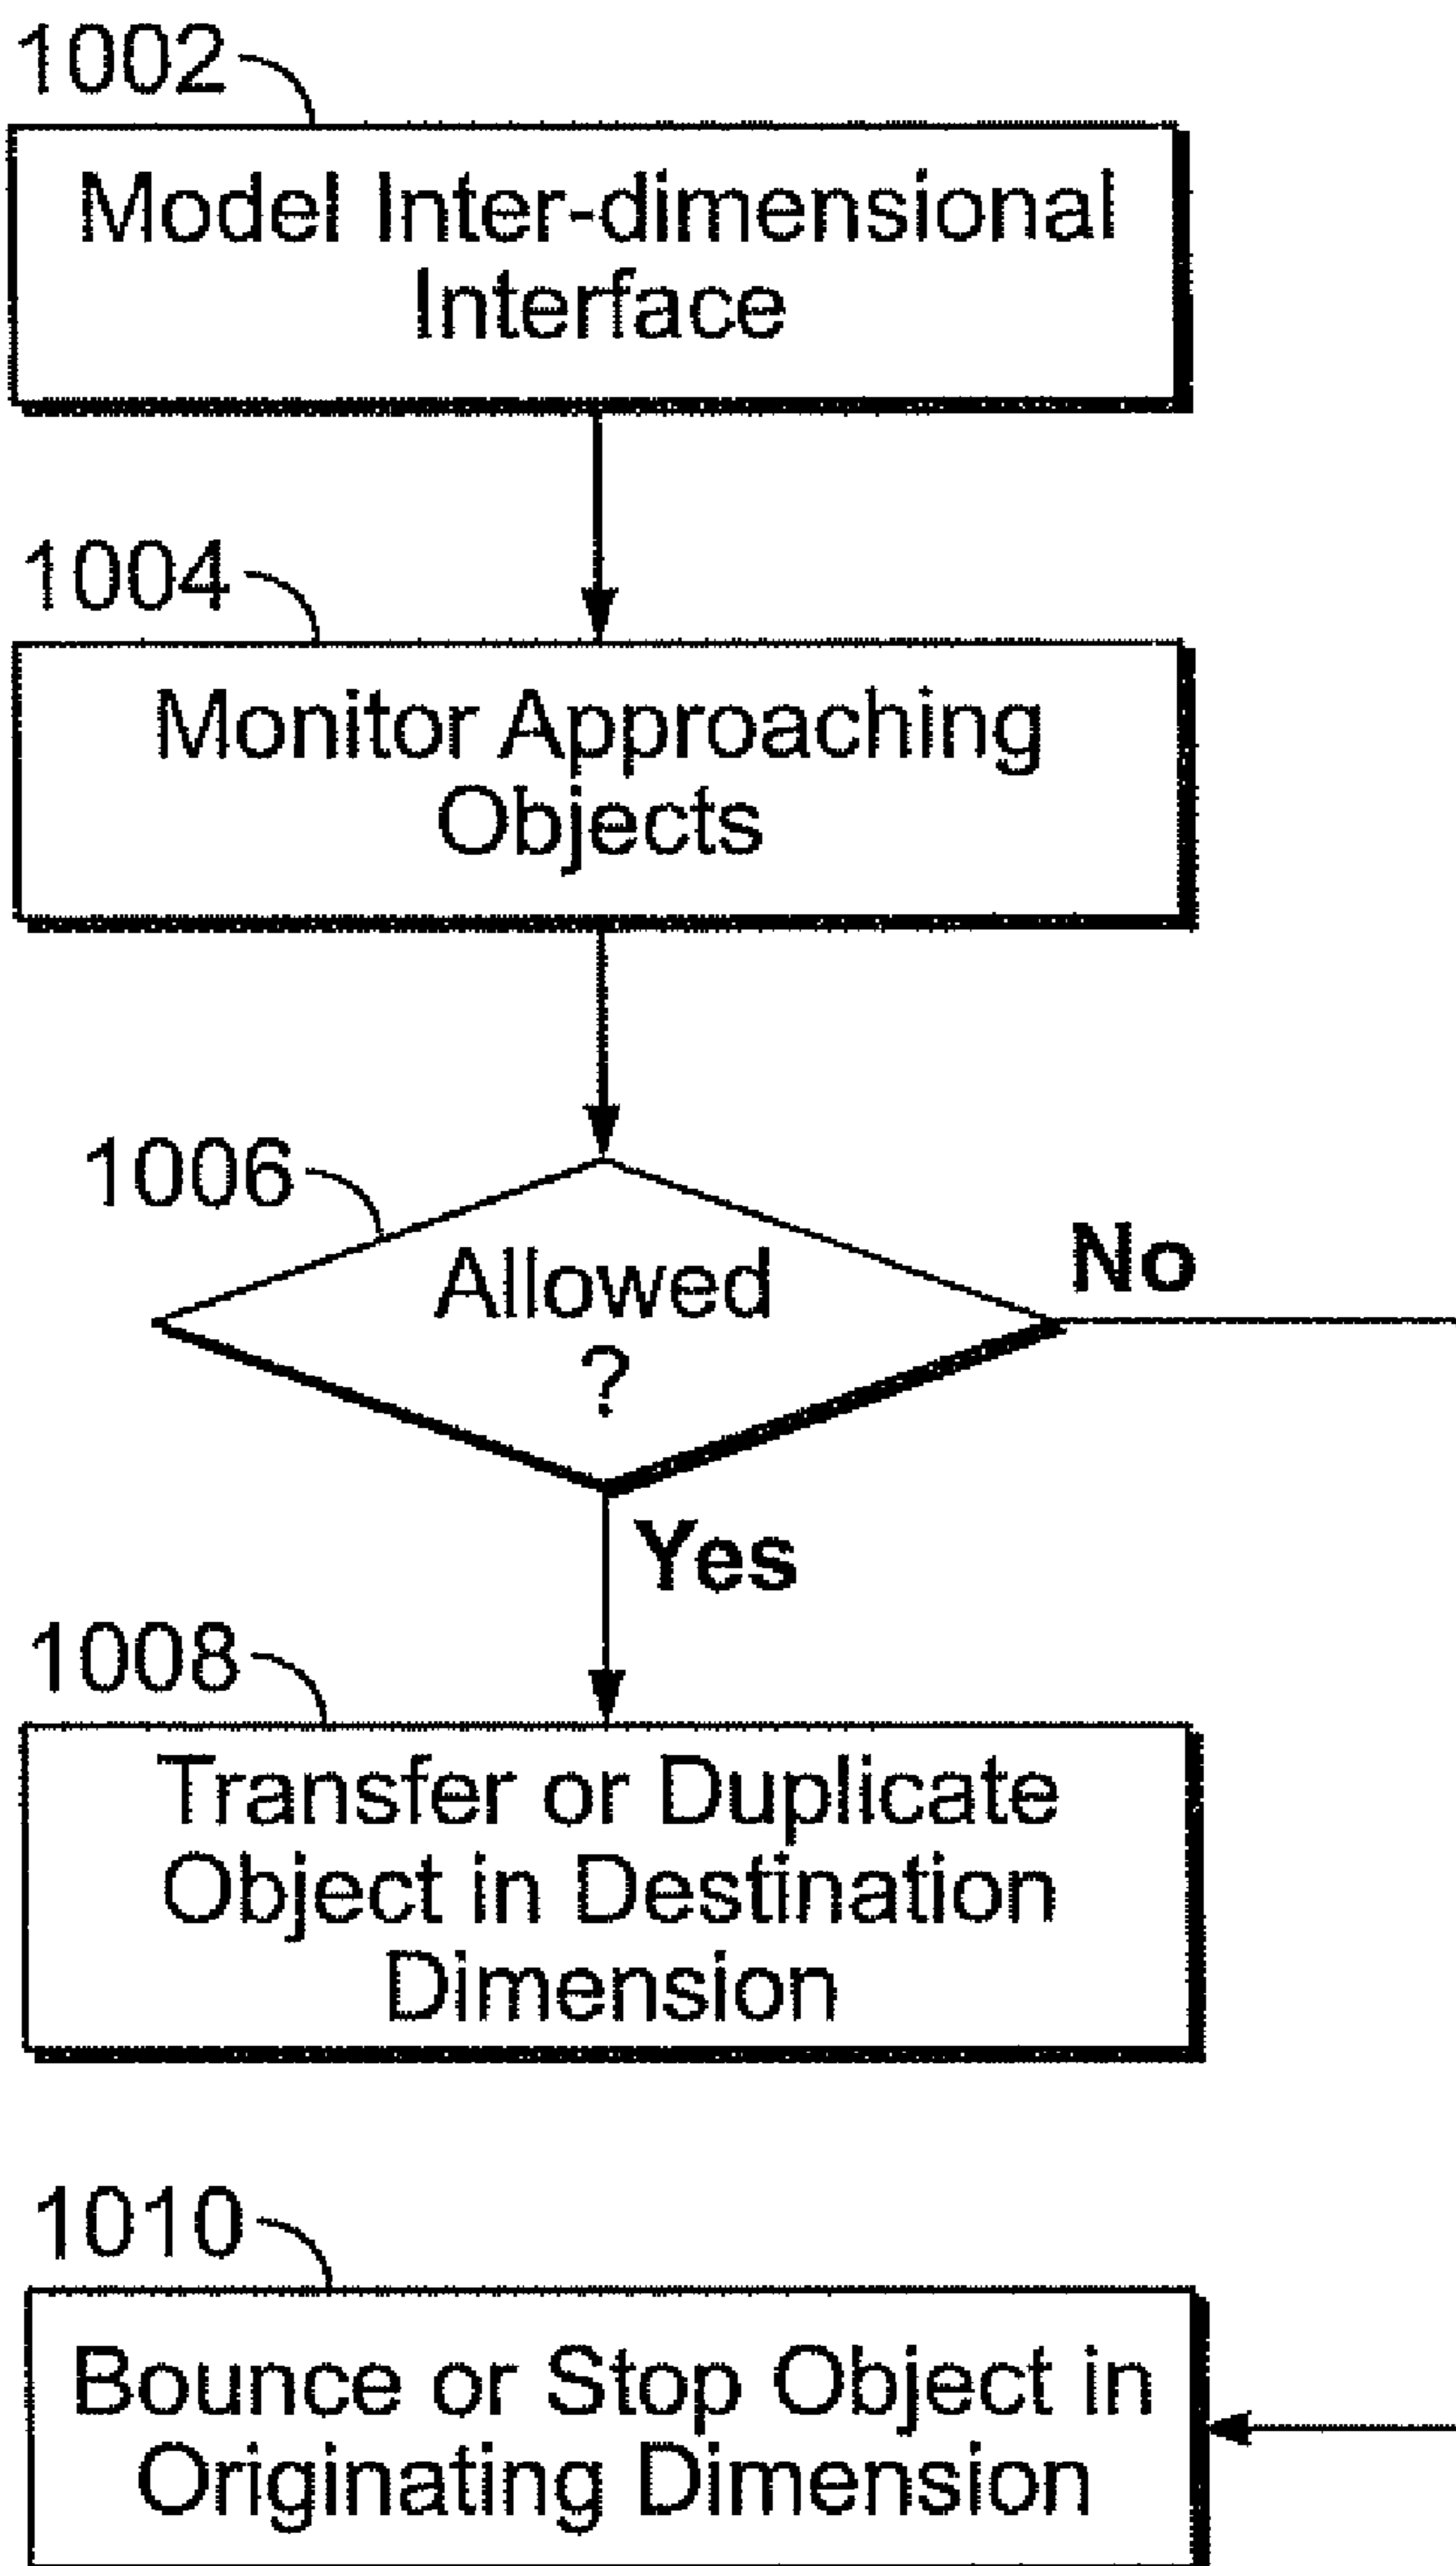 1002
Model Inter-dimensional
Interface
1004
Monitor Approaching
Objects
1006
Allowed
?
No
Yes
1008
Transfer or Duplicate
Object in Destination
Dimension
1010
Bounce or Stop Object in
Originating Dimension